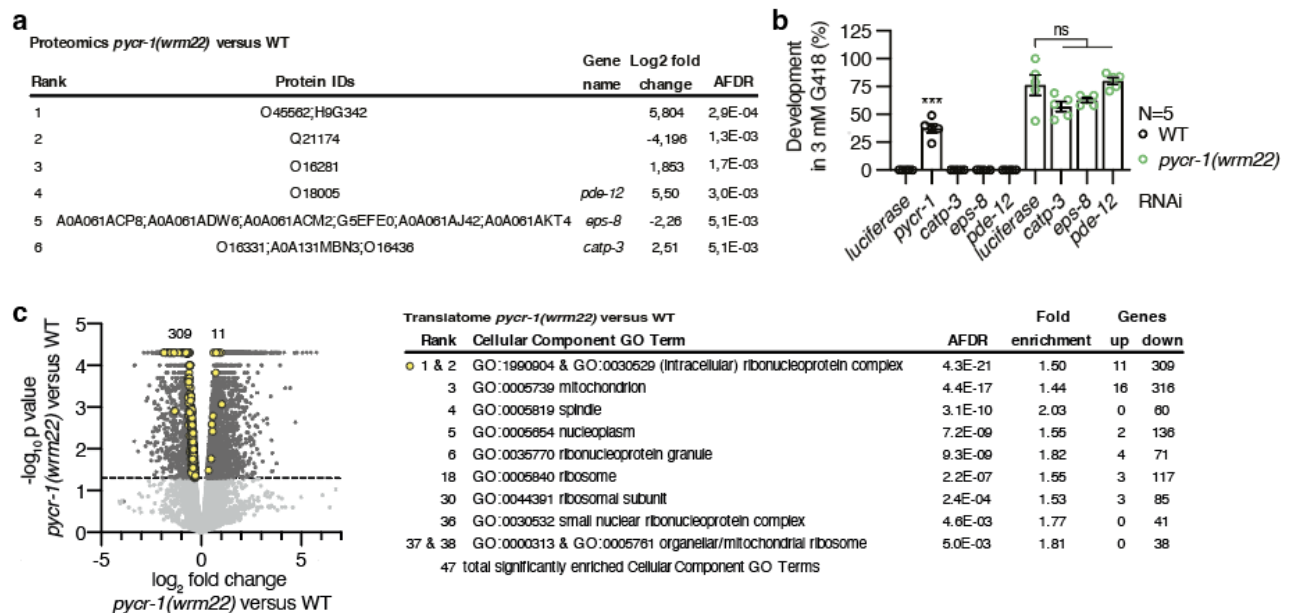 a
Proteomics pycr-1(wrm22) versus WT
Rank Protein IDs Gene name Log2 fold change AFDR
1 O45562;H9G342 5,804 2,9E-04
2 Q21174 -4,196 1,3E-03
3 O16281 1,853 1,7E-03
4 O18005 pde-12 5,50 3,0E-03
5 A0A061ACP8;A0A061ADW6;A0A061ACM2;G5EFE0;A0A061AJ42;A0A061AKT4 eps-8 -2,26 5,1E-03
6 O16331;A0A131MBN3;O16436 catp-3 2,51 5,1E-03
b
Development
in 3 mM G418 (%)
125
100
75
50
25
0
***
ns
N=5
WT
pycr-1(wrm22)
RNAi
luciferase
pycr-1
catp-3
eps-8
pde-12
luciferase
catp-3
eps-8
pde-12
c
-log10 p value
pycr-1(wrm22) versus WT
5
4
3
2
1
0
309 11
-5 0 5
log2 fold change
pycr-1(wrm22) versus WT
Translatome pycr-1(wrm22) versus WT
Rank Cellular Component GO Term AFDR Fold enrichment Genes up down
1 & 2 GO:1990904 & GO:0030529 (intracellular) ribonucleoprotein complex 4.3E-21 1.50 11 309
3 GO:0005739 mitochondrion 4.4E-17 1.44 16 316
4 GO:0005819 spindle 3.1E-10 2.03 0 60
5 GO:0005654 nucleoplasm 7.2E-09 1.55 2 136
6 GO:0035770 ribonucleoprotein granule 9.3E-09 1.82 4 71
18 GO:0005840 ribosome 2.2E-07 1.55 3 117
30 GO:0044391 ribosomal subunit 2.4E-04 1.53 3 85
36 GO:0030532 small nuclear ribonucleoprotein complex 4.6E-03 1.77 0 41
37 & 38 GO:0000313 & GO:0005761 organellar/mitochondrial ribosome 5.0E-03 1.81 0 38
47 total significantly enriched Cellular Component GO Terms